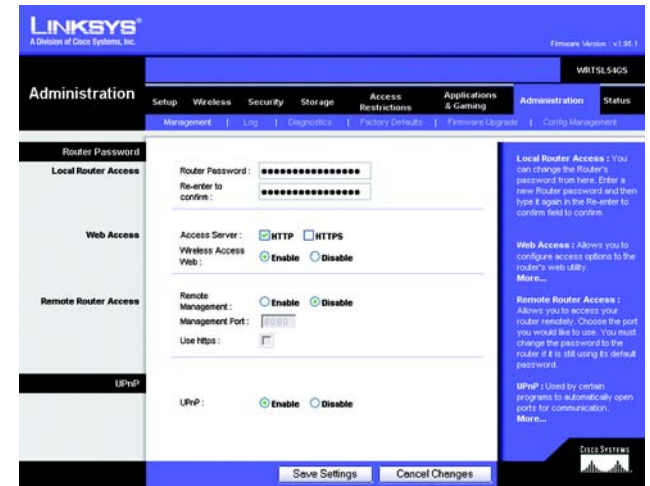 LINKSYS®
A Division of Cisco Systems, Inc.
Firmware Version : v1.95.1
WRTSL54GS
Administration
Setup Wireless Security Storage Access Restrictions Applications & Gaming Administration Status
Management | Log | Diagnostics | Factory Defaults | Firmware Upgrade | Config Management
Router Password
Local Router Access
Router Password :
Re-enter to
confirm :
Web Access
Access Server : HTTP HTTPS
Wireless Access
Web : Enable Disable
Remote Router Access
Remote
Management : Enable Disable
Management Port : 8080
Use https :
UPnP
UPnP : Enable Disable
Local Router Access : You
can change the Router's
password from here. Enter a
new Router password and then
type it again in the Re-enter to
confirm field to confirm.
Web Access : Allows you to
configure access options to the
router's web utility.
More...
Remote Router Access :
Allows you to access your
router remotely. Choose the port
you would like to use. You must
change the password to the
router if it is still using its default
password.
UPnP : Used by certain
programs to automatically open
ports for communication.
More...
CISCO SYSTEMS
Save Settings Cancel Changes